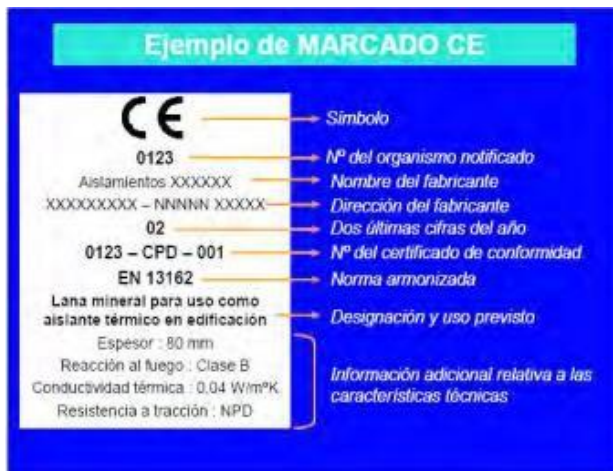 Ejemplo de MARCADO CE
CE
Símbolo
0123
Nº del organismo notificado
Aislamientos XXXXXX
Nombre del fabricante
XXXXXXXXX – NNNNN XXXXX
Dirección del fabricante
02
Dos últimas cifras del año
0123 – CPD – 001
Nº del certificado de conformidad
EN 13162
Norma armonizada
Lana mineral para uso como
aislante térmico en edificación
Designación y uso previsto
Espesor : 80 mm
Reacción al fuego : Clase B
Conductividad térmica : 0,04 W/mºK
Resistencia a tracción : NPD
Información adicional relativa a las
características técnicas